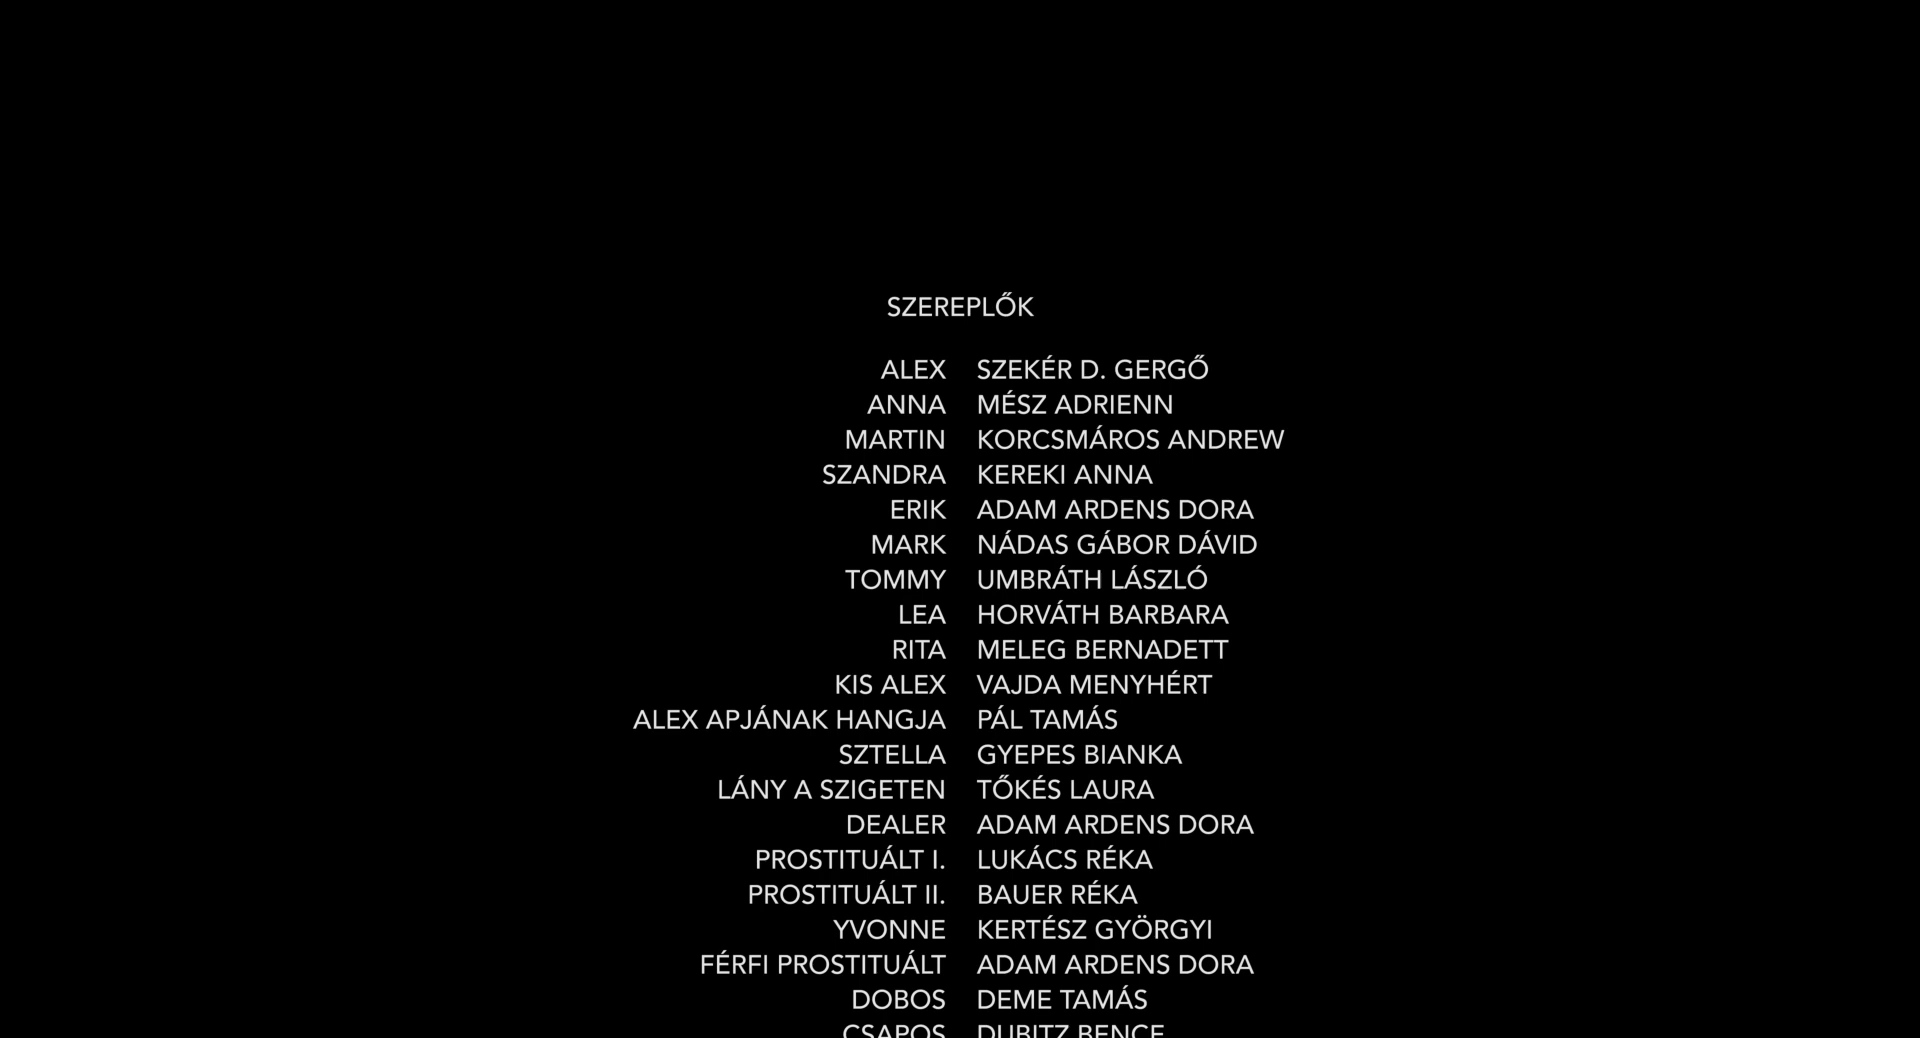 SZEREPLŐK
ALEX SZEKÉR D. GERGŐ
ANNA MÉSZ ADRIENN
MARTIN KORCSMÁROS ANDREW
SZANDRA KEREKI ANNA
ERIK ADAM ARDENS DORA
MARK NÁDAS GÁBOR DÁVID
TOMMY UMBRÁTH LÁSZLÓ
LEA HORVÁTH BARBARA
RITA MELEG BERNADETT
KIS ALEX VAJDA MENYHÉRT
ALEX APJÁNAK HANGJA PÁL TAMÁS
SZTELLA GYEPES BIANKA
LÁNY A SZIGETEN TŐKÉS LAURA
DEALER ADAM ARDENS DORA
PROSTITUÁLT I. LUKÁCS RÉKA
PROSTITUÁLT II. BAUER RÉKA
YVONNE KERTÉSZ GYÖRGYI
FÉRFI PROSTITUÁLT ADAM ARDENS DORA
DOBOS DEME TAMÁS
CSAPOS DUBITZ BENCE